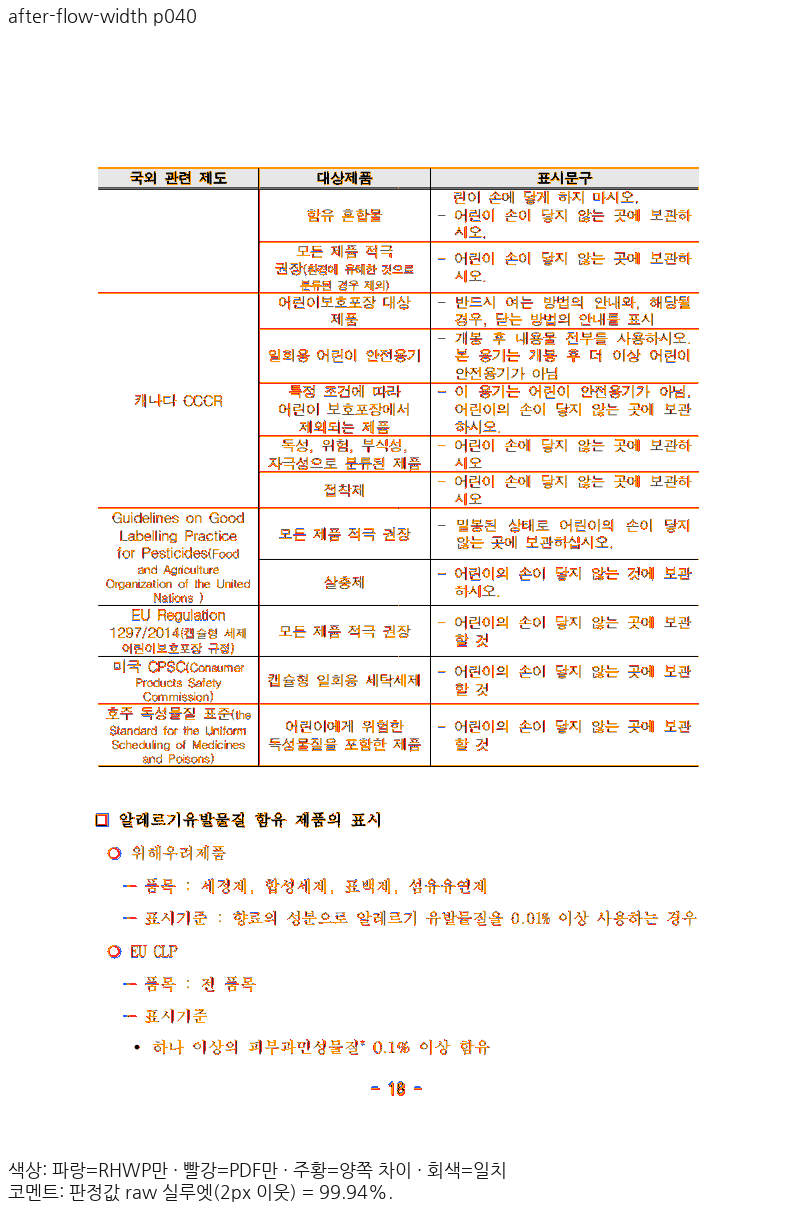 after-flow-width p040
국외 관련 제도 대상제품 표시문구
린이 손에 닿게 하지 마시오.
함유 혼합물
- 어린이 손이 닿지 않는 곳에 보관하
시오.
모든 제품 적극
권장(환경에 유해한 것으로
분류된 경우 제외)
- 어린이 손이 닿지 않는 곳에 보관하
시오.
캐나다 CCCR
어린이보호포장 대상
제품
- 반드시 여는 방법의 안내와, 해당될
경우, 닫는 방법의 안내를 표시
일회용 어린이 안전용기
- 개봉 후 내용물 전부를 사용하시오.
본 용기는 개봉 후 더 이상 어린이
안전용기가 아님
특정 조건에 따라
어린이 보호포장에서
제외되는 제품
- 이 용기는 어린이 안전용기가 아님,
어린이의 손이 닿지 않는 곳에 보관
하시오.
독성, 위험, 부식성,
자극성으로 분류된 제품
- 어린이 손에 닿지 않는 곳에 보관하
시오
접착제
- 어린이 손에 닿지 않는 곳에 보관하
시오
Guidelines on Good
Labelling Practice
for Pesticides(Food
and Agriculture
Organization of the United
Nations )
모든 제품 적극 권장
- 밀봉된 상태로 어린이의 손이 닿지
않는 곳에 보관하십시오.
살충제
- 어린이의 손이 닿지 않는 것에 보관
하시오.
EU Regulation
1297/2014(캡슐형 세제
어린이보호포장 규정)
모든 제품 적극 권장
- 어린이의 손이 닿지 않는 곳에 보관
할 것
미국 CPSC(Consumer
Products Safety
Commission)
캡슐형 일회용 세탁세제
- 어린이의 손이 닿지 않는 곳에 보관
할 것
호주 독성물질 표준(the
Standard for the Uniform
Scheduling of Medicines
and Poisons)
어린이에게 위험한
독성물질을 포함한 제품
- 어린이의 손이 닿지 않는 곳에 보관
할 것
□ 알레르기유발물질 함유 제품의 표시
○ 위해우려제품
- 품목 : 세정제, 합성세제, 표백제, 섬유유연제
- 표시기준 : 향료의 성분으로 알레르기 유발물질을 0.01% 이상 사용하는 경우
○ EU CLP
- 품목 : 전 품목
- 표시기준
• 하나 이상의 피부과민성물질* 0.1% 이상 함유
- 18 -
색상: 파랑=RHWP만 · 빨강=PDF만 · 주황=양쪽 차이 · 회색=일치
코멘트: 판정값 raw 실루엣(2px 이웃) = 99.94%.